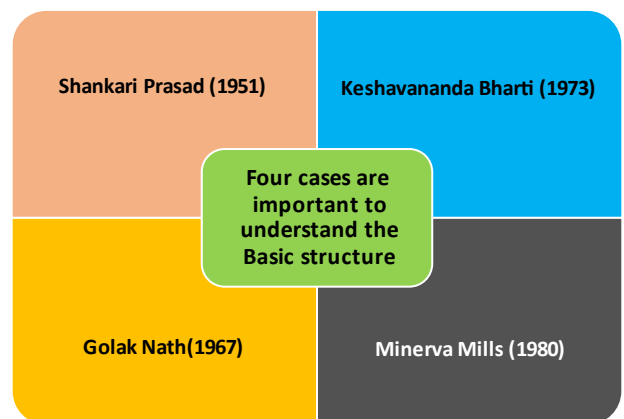 Shankari Prasad (1951)
Keshavananda Bharti (1973)
Four cases are
important to
understand the
Basic structure
Golak Nath(1967)
Minerva Mills (1980)